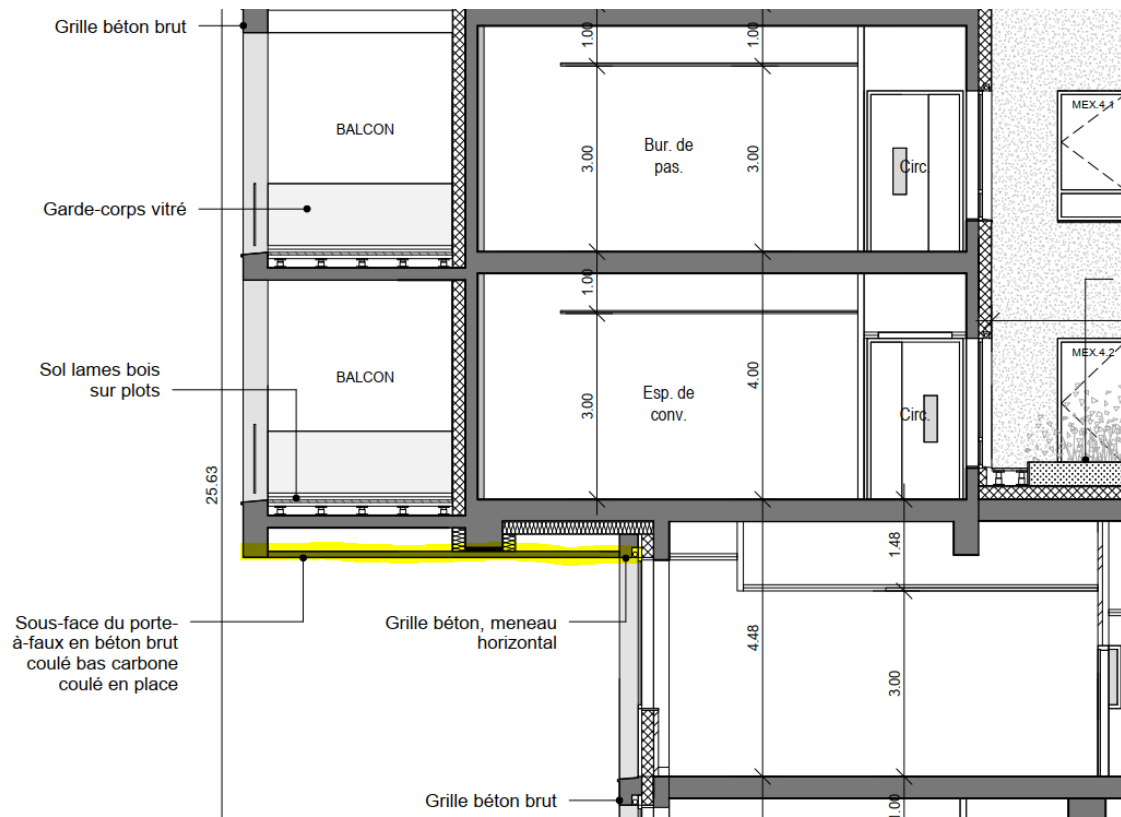 Grille béton brut
1.00
1.00
BALCON
MEX.4.1
Bur. de
pas.
3.00
3.00
Circ.
Garde-corps vitré
1.00
MEX.4.2
Sol lames bois
sur plots
BALCON
4.00
3.00
Esp. de
conv.
Circ.
25.63
1.48
Sous-face du porte-
à-faux en béton brut
coulé bas carbone
coulé en place
Grille béton, meneau
horizontal
4.48
3.00
Grille béton brut
1.00